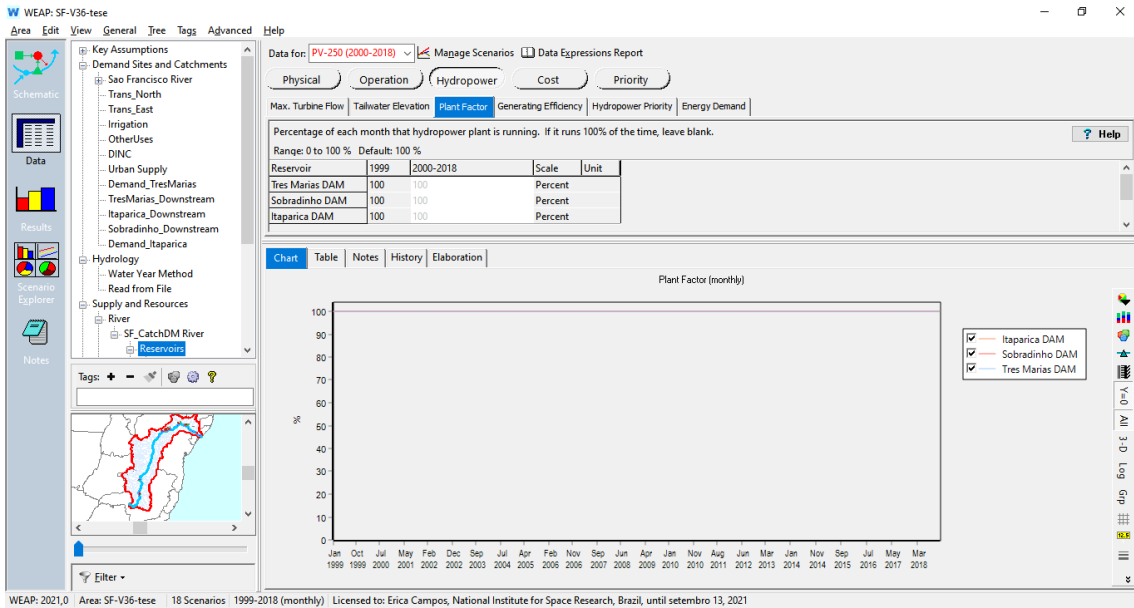 WEAP: SF-V36-tese
Area Edit View General Tree Tags Advanced Help
Schematic
Data
Results
Scenario
Explorer
Notes
Key Assumptions
Demand Sites and Catchments
Sao Francisco River
Trans_North
Trans_East
Irrigation
OtherUses
DINC
Urban Supply
Demand_TresMarias
TresMarias_Downstream
Itaparica_Downstream
Sobradinho_Downstream
Demand_Itaparica
Hydrology
Water Year Method
Read from File
Supply and Resources
River
SF_CatchDM River
Reservoirs
Tags:
Filter
Data for: PV-250 (2000-2018) Manage Scenarios Data Expressions Report
Physical Operation Hydropower Cost Priority
Max. Turbine Flow Tailwater Elevation Plant Factor Generating Efficiency Hydropower Priority Energy Demand
Percentage of each month that hydropower plant is running. If it runs 100% of the time, leave blank.
? Help
Range: 0 to 100 % Default: 100 %
Reservoir 1999 2000-2018 Scale Unit
Tres Marias DAM 100 100 Percent
Sobradinho DAM 100 100 Percent
Itaparica DAM 100 100 Percent
Chart Table Notes History Elaboration
Plant Factor (monthly)
100
90
80
70
60
50
40
30
20
10
0
%
Jan Oct Jul May Feb Dec Sep Jul Apr Feb Nov Sep Jun Apr Jan Nov Aug Jun Mar Jan Nov Sep Jul May Mar
1999 1999 2000 2001 2002 2002 2003 2004 2005 2006 2006 2007 2008 2009 2010 2010 2011 2012 2013 2014 2014 2015 2016 2017 2018
Itaparica DAM
Sobradinho DAM
Tres Marias DAM
Y=0
All
3-D
Log
Grp
12.5
WEAP: 2021,0 Area: SF-V36-tese 18 Scenarios 1999-2018 (monthly) Licensed to: Erica Campos, National Institute for Space Research, Brazil, until setembro 13, 2021